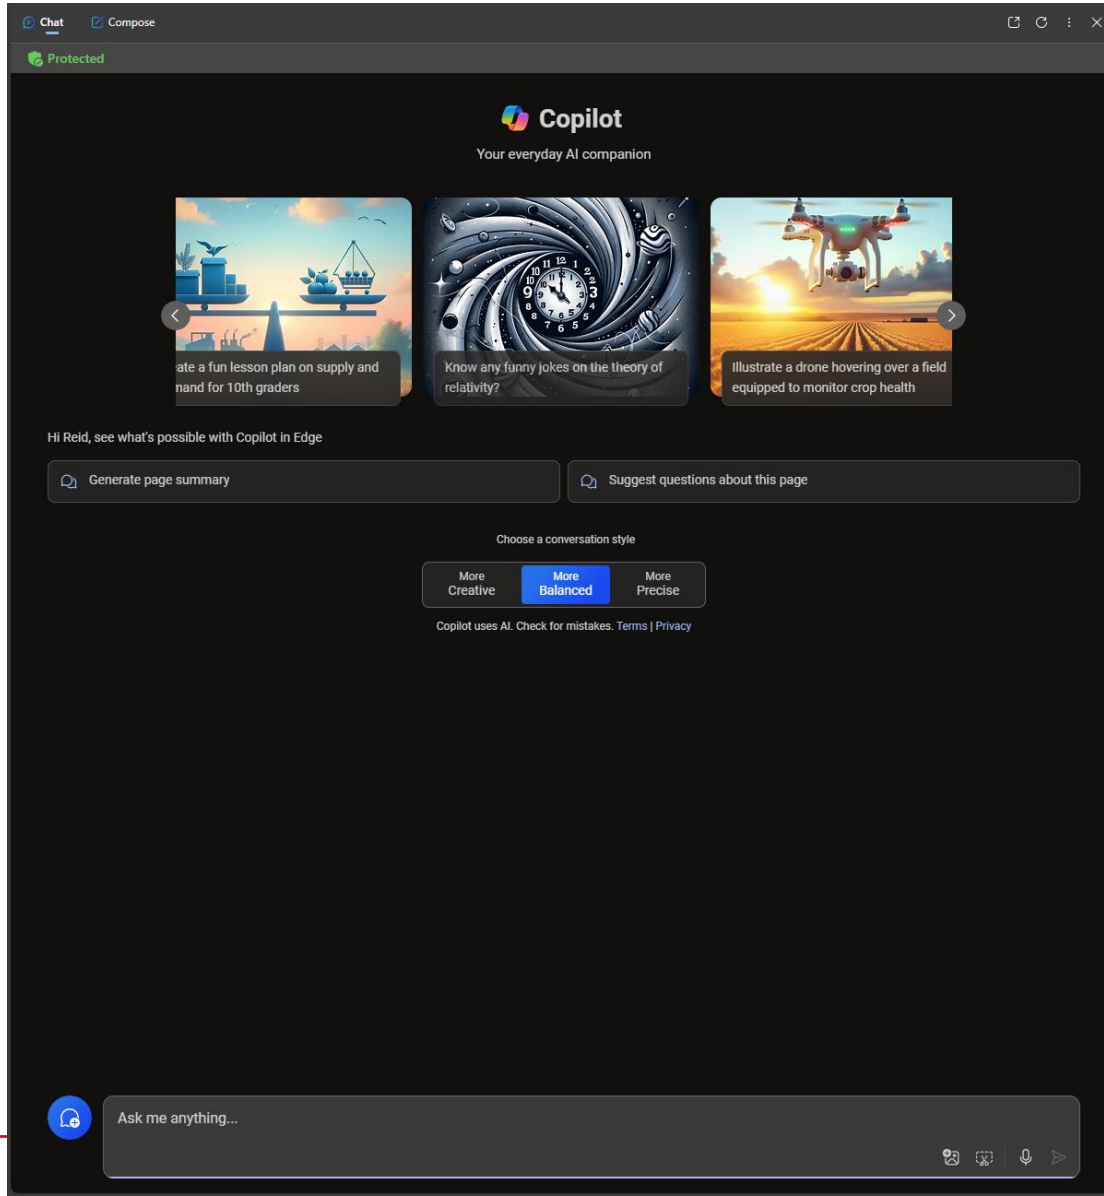 Chat
Compose
Protected
Copilot
Your everyday AI companion
ate a fun lesson plan on supply and
mand for 10th graders
Know any funny jokes on the theory of
relativity?
Illustrate a drone hovering over a field
equipped to monitor crop health
Hi Reid, see what's possible with Copilot in Edge
Generate page summary
Suggest questions about this page
Choose a conversation style
More
Creative
More
Balanced
More
Precise
Copilot uses AI. Check for mistakes. Terms | Privacy
Ask me anything...